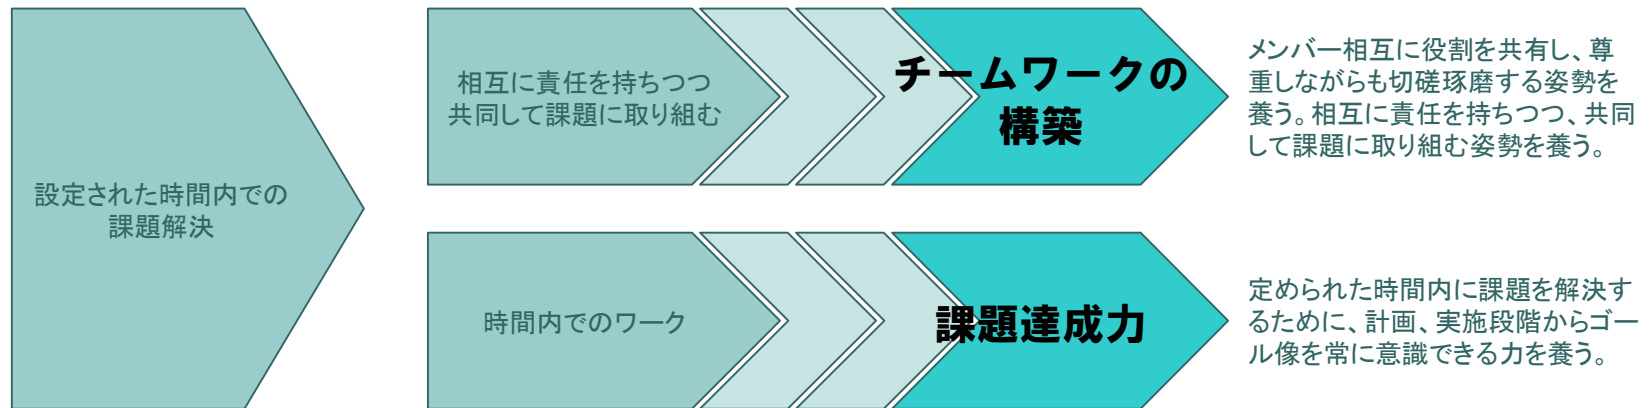 設定された時間内での
課題解決
相互に責任を持ちつつ
共同して課題に取り組む
チームワークの
構築
メンバー相互に役割を共有し、尊
重しながらも切磋琢磨する姿勢を
養う。相互に責任を持ちつつ、共同
して課題に取り組む姿勢を養う。
時間内でのワーク
課題達成力
定められた時間内に課題を解決す
るために、計画、実施段階からゴー
ル像を常に意識できる力を養う。